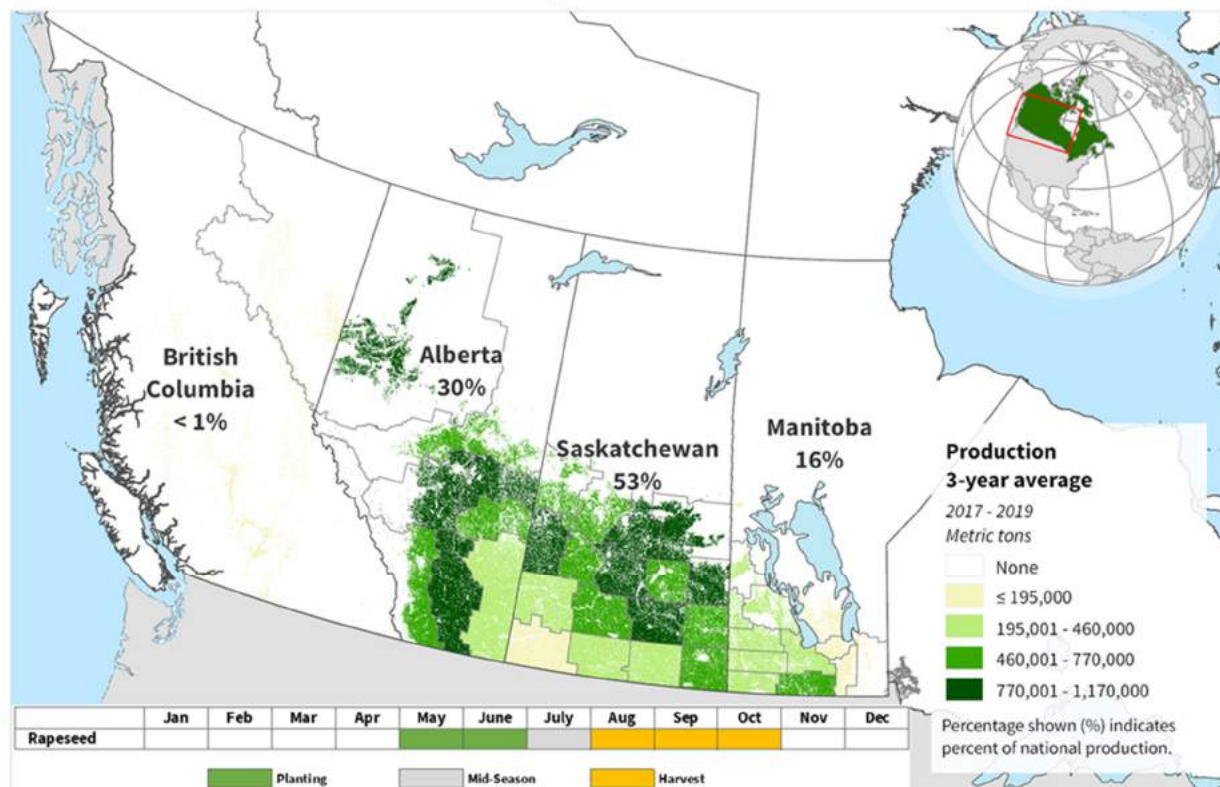 British
Columbia
< 1%
Alberta
30%
Saskatchewan
53%
Manitoba
16%
Production
3-year average
2017 - 2019
Metric tons
None
≤ 195,000
195,001 - 460,000
460,001 - 770,000
770,001 - 1,170,000
Percentage shown (%) indicates
percent of national production.
Jan Feb Mar Apr May June July Aug Sep Oct Nov Dec
Rapeseed
Planting Mid-Season Harvest